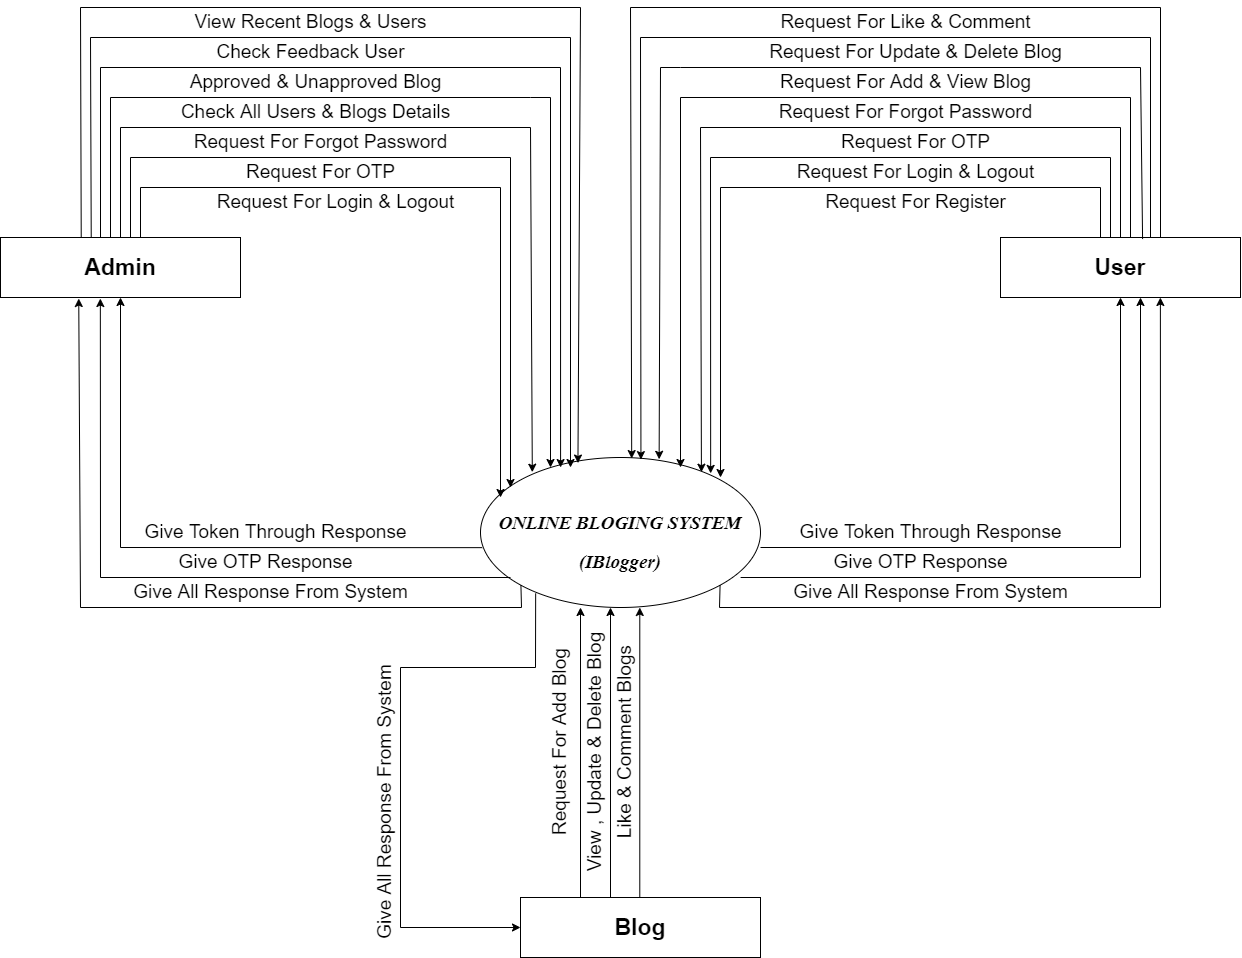 View Recent Blogs & Users
Check Feedback User
Approved & Unapproved Blog
Check All Users & Blogs Details
Request For Forgot Password
Request For OTP
Request For Login & Logout
Admin
Request For Like & Comment
Request For Update & Delete Blog
Request For Add & View Blog
Request For Forgot Password
Request For OTP
Request For Login & Logout
Request For Register
User
ONLINE BLOGING SYSTEM
(IBlogger)
Give Token Through Response
Give OTP Response
Give All Response From System
Give Token Through Response
Give OTP Response
Give All Response From System
Give All Response From System
Request For Add Blog
View , Update & Delete Blog
Like & Comment Blogs
Blog